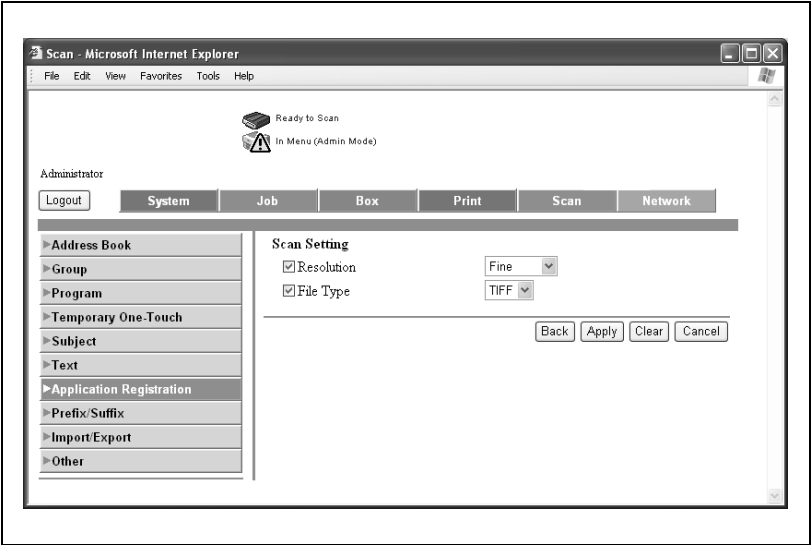 Scan - Microsoft Internet Explorer
File Edit View Favorites Tools Help
Ready to Scan
In Menu (Admin Mode)
Administrator
Logout System Job Box Print Scan Network
Address Book
Group
Program
Temporary One-Touch
Subject
Text
Application Registration
Prefix/Suffix
Import/Export
Other
Scan Setting
Resolution Fine
File Type TIFF
Back Apply Clear Cancel